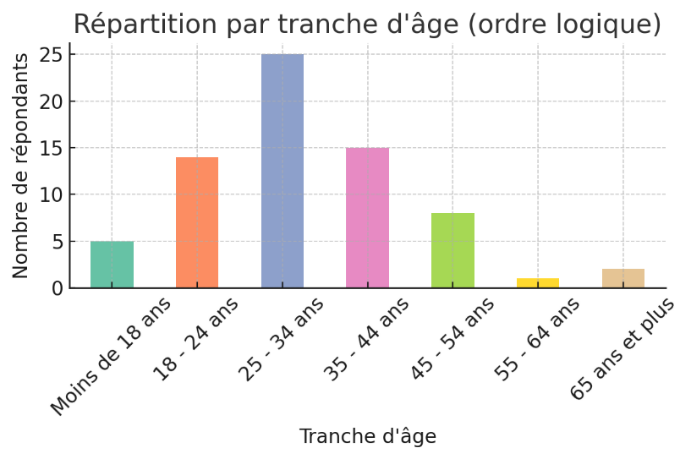 Répartition par tranche d'âge (ordre logique)
Nombre de répondants
25
20
15
10
5
0
Moins de 18 ans
18 - 24 ans
25 - 34 ans
35 - 44 ans
45 - 54 ans
55 - 64 ans
65 ans et plus
Tranche d'âge